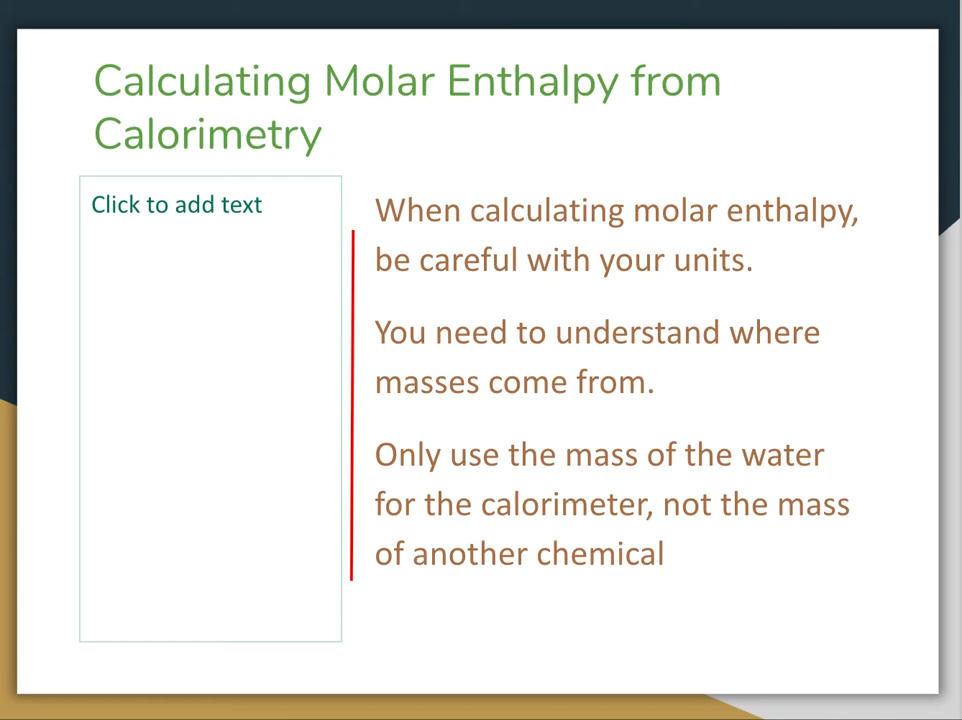 Calculating Molar Enthalpy from
Calorimetry
Click to add text
When calculating molar enthalpy,
be careful with your units.
You need to understand where
masses come from.
Only use the mass of the water
for the calorimeter, not the mass
of another chemical